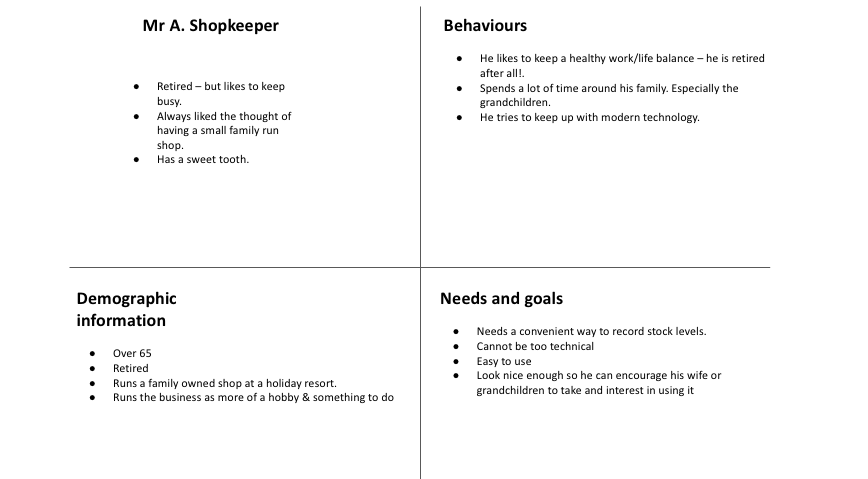 Mr A. Shopkeeper
● Retired – but likes to keep
busy.
● Always liked the thought of
having a small family run
shop.
● Has a sweet tooth.
Behaviours
● He likes to keep a healthy work/life balance – he is retired
after all!.
● Spends a lot of time around his family. Especially the
grandchildren.
● He tries to keep up with modern technology.
Demographic
information
● Over 65
● Retired
● Runs a family owned shop at a holiday resort.
● Runs the business as more of a hobby & something to do
Needs and goals
● Needs a convenient way to record stock levels.
● Cannot be too technical
● Easy to use
● Look nice enough so he can encourage his wife or
grandchildren to take and interest in using it